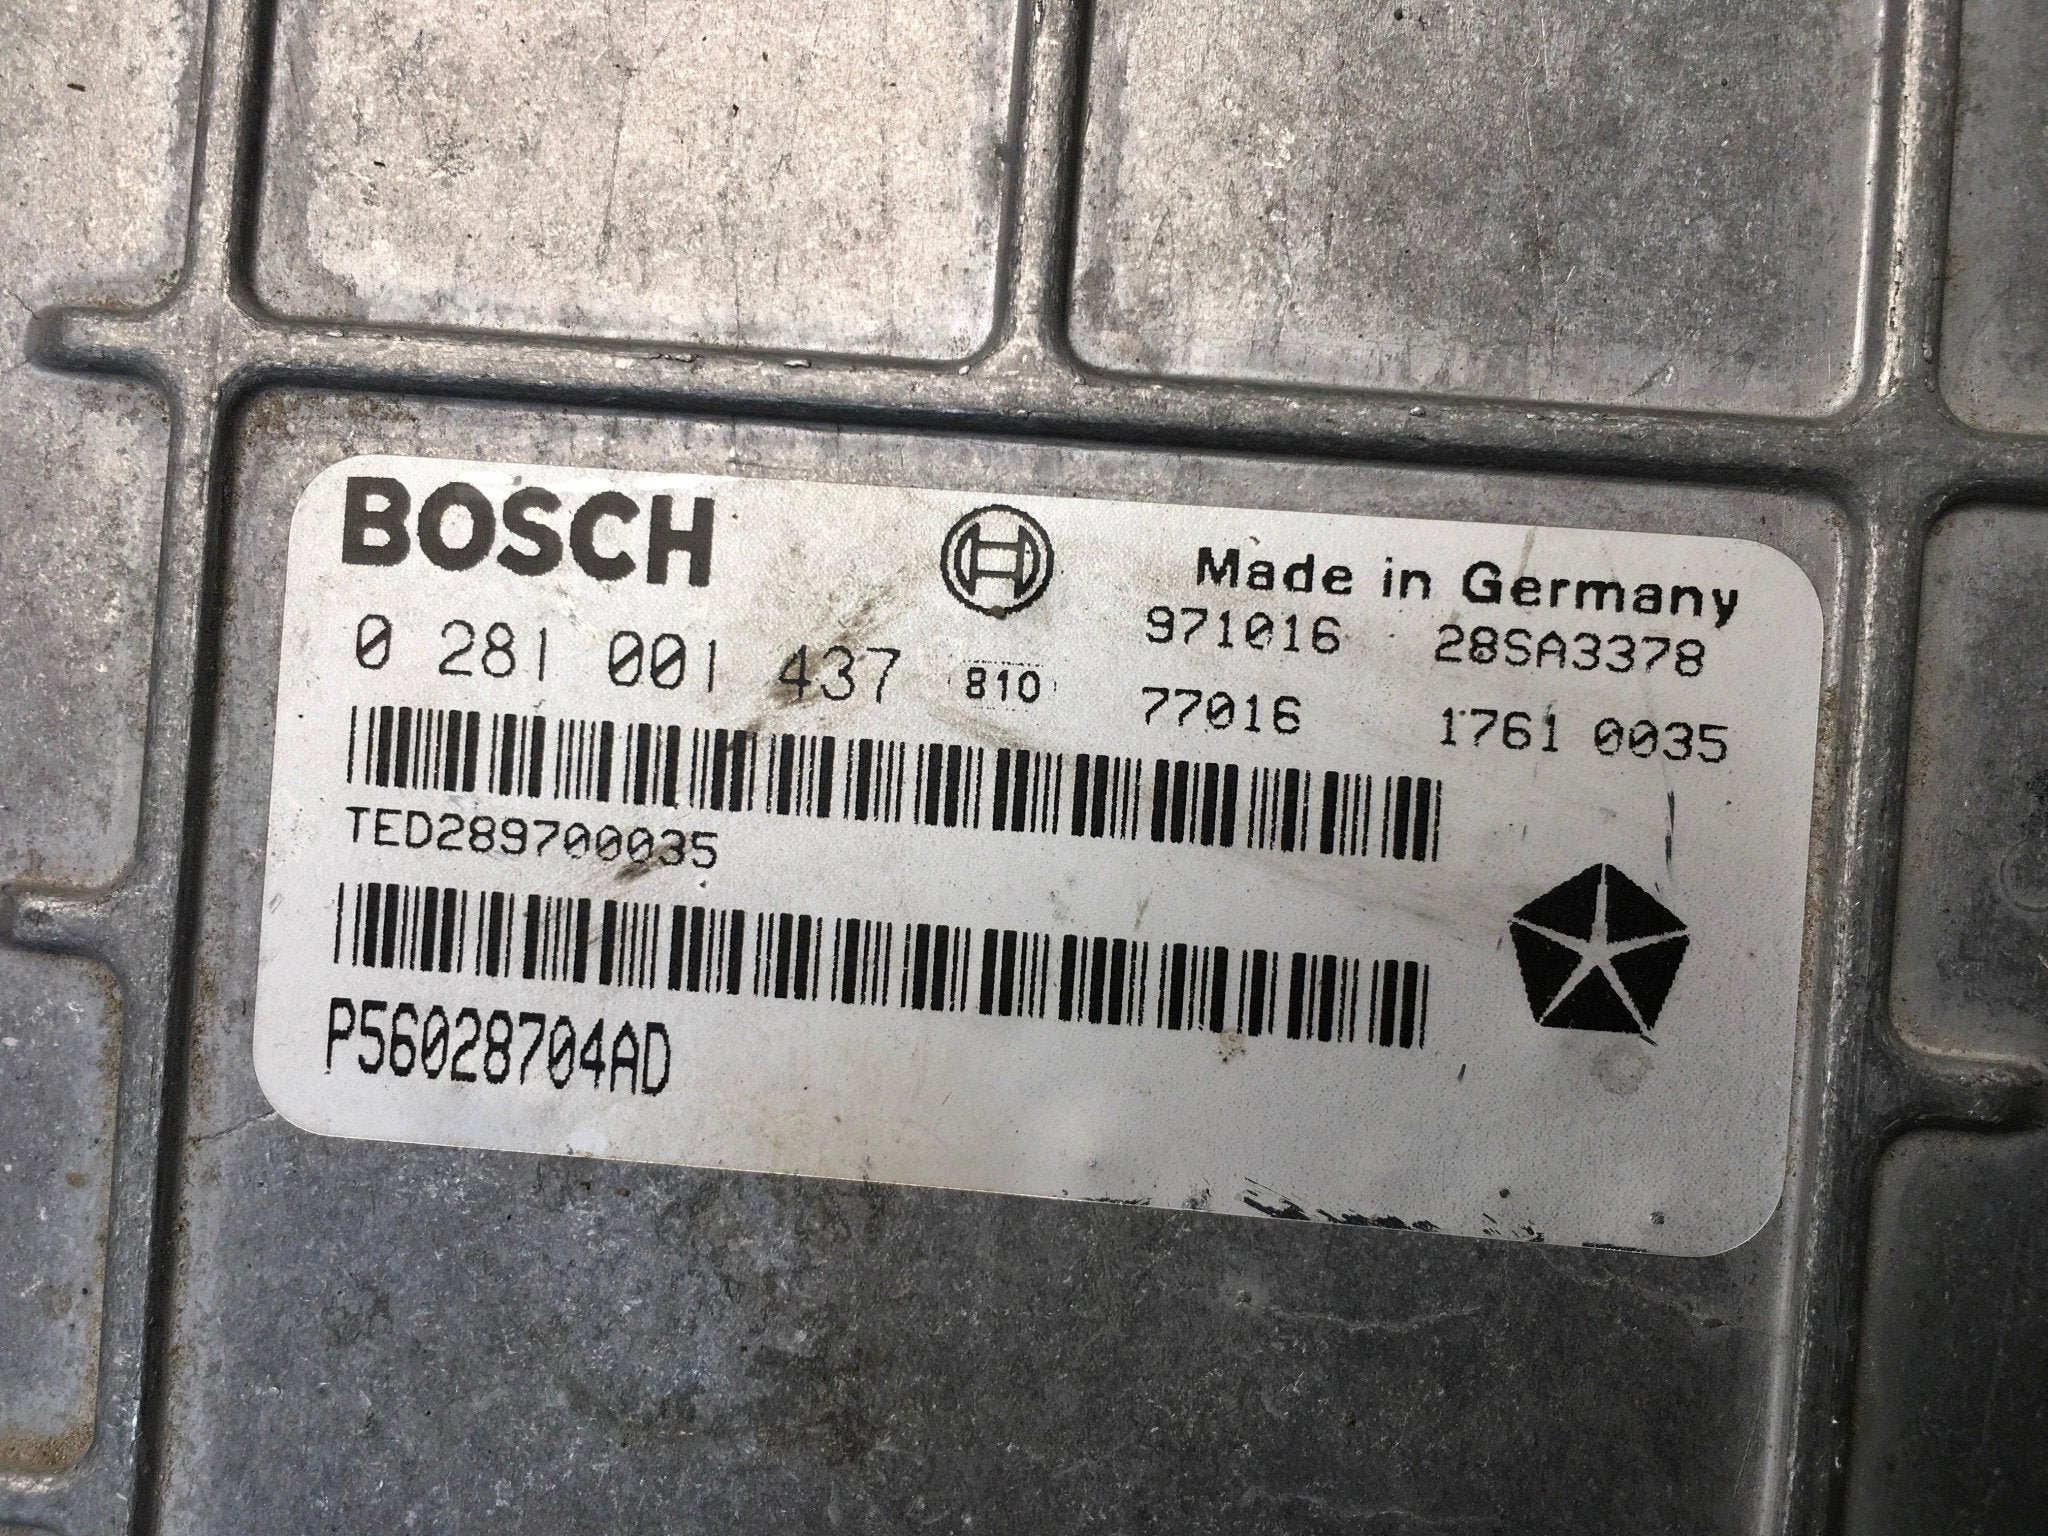 BOSCH
Made in Germany
0 281 001 437 810 971016 28SA3378
77016 1761 0035
TED289700035
P56028704AD